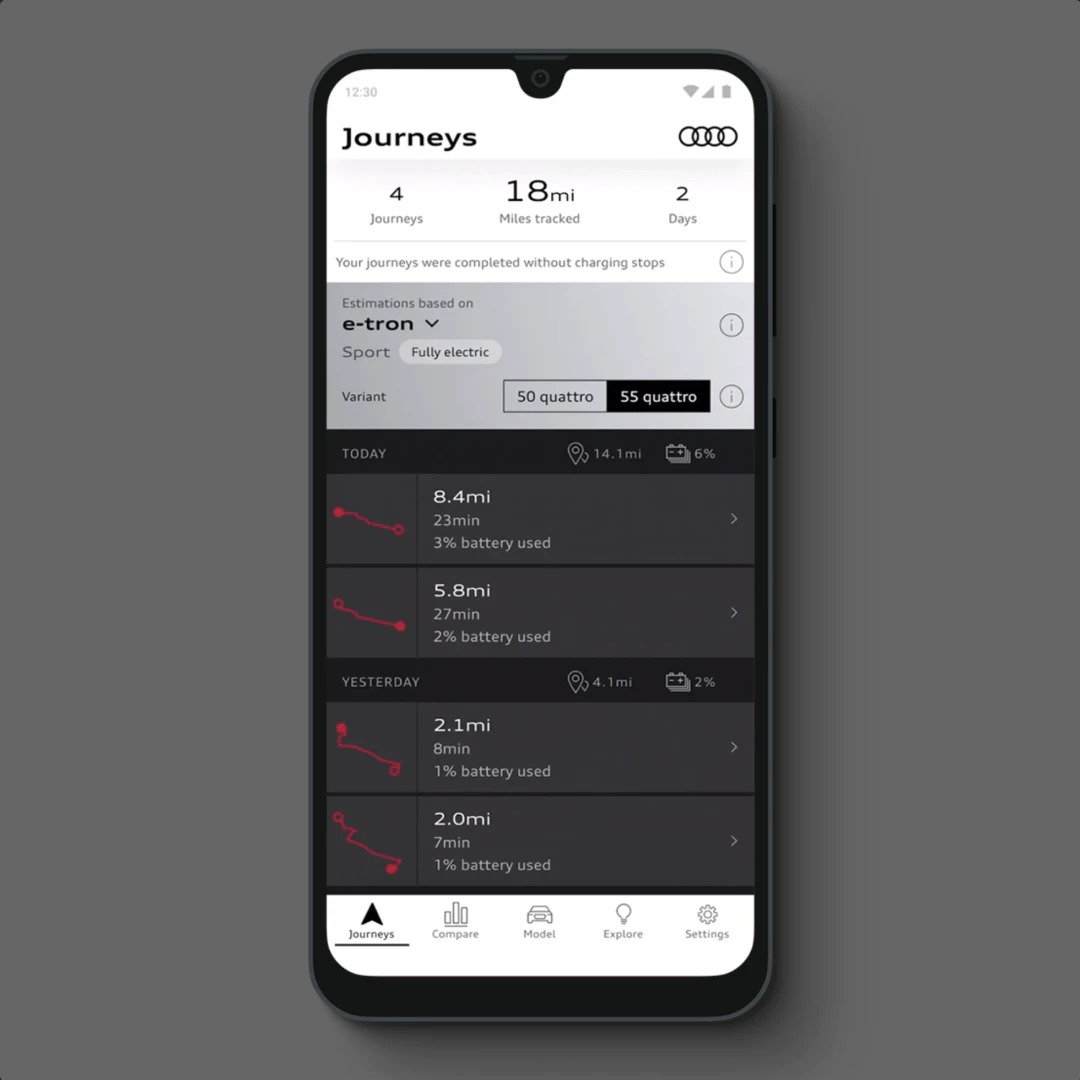 12:30
Journeys
4
18mi
2
Journeys
Miles tracked
Days
Your journeys were completed without charging stops
Estimations based on
e-tron
Sport Fully electric
Variant 50 quattro 55 quattro
TODAY 14.1mi 6%
8.4mi
23min
3% battery used
5.8mi
27min
2% battery used
YESTERDAY 4.1mi 2%
2.1mi
8min
1% battery used
2.0mi
7min
1% battery used
Journeys Compare Model Explore Settings